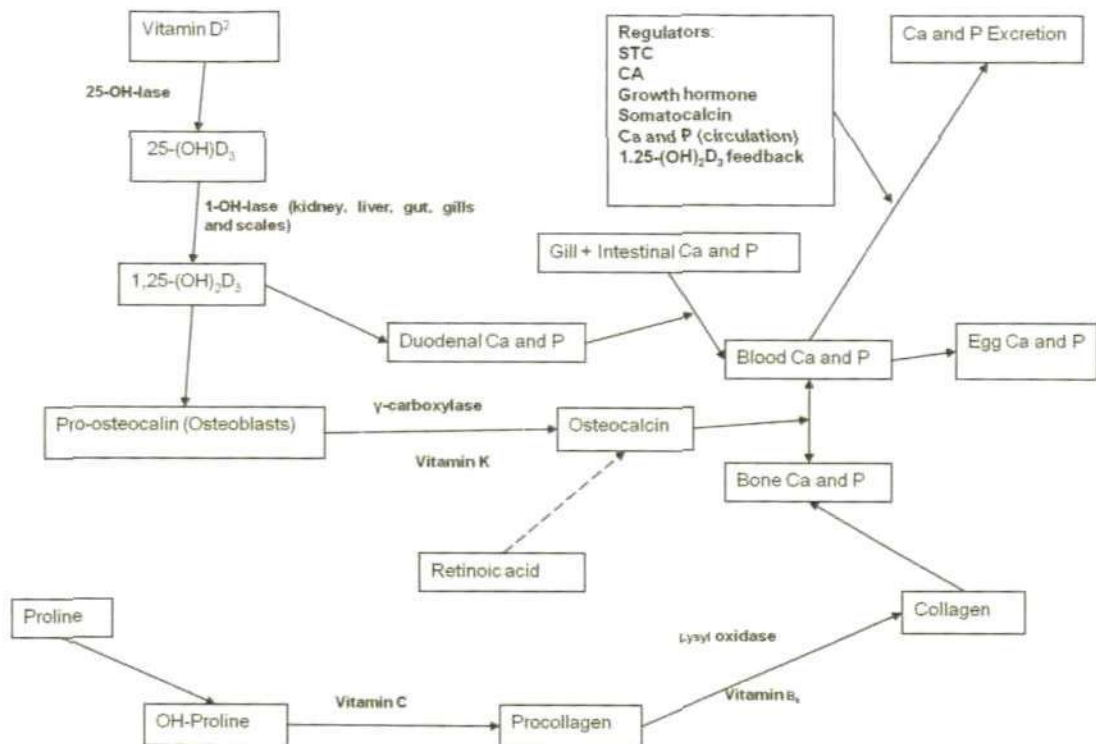 Vitamin D²
25-OH-lase
25-(OH)D₃
1-OH-lase (kidney, liver, gut, gills
and scales)
1,25-(OH)₂D₃
Regulators:
STC
CA
Growth hormone
Somatocalcin
Ca and P (circulation)
1.25-(OH)₂D₃ feedback
Ca and P Excretion
Gill + Intestinal Ca and P
Duodenal Ca and P
Blood Ca and P
Egg Ca and P
Pro-osteocalin (Osteoblasts)
γ-carboxylase
Vitamin K
Osteocalcin
Bone Ca and P
Retinoic acid
Proline
OH-Proline
Vitamin C
Procollagen
Lysyl oxidase
Vitamin B₆
Collagen